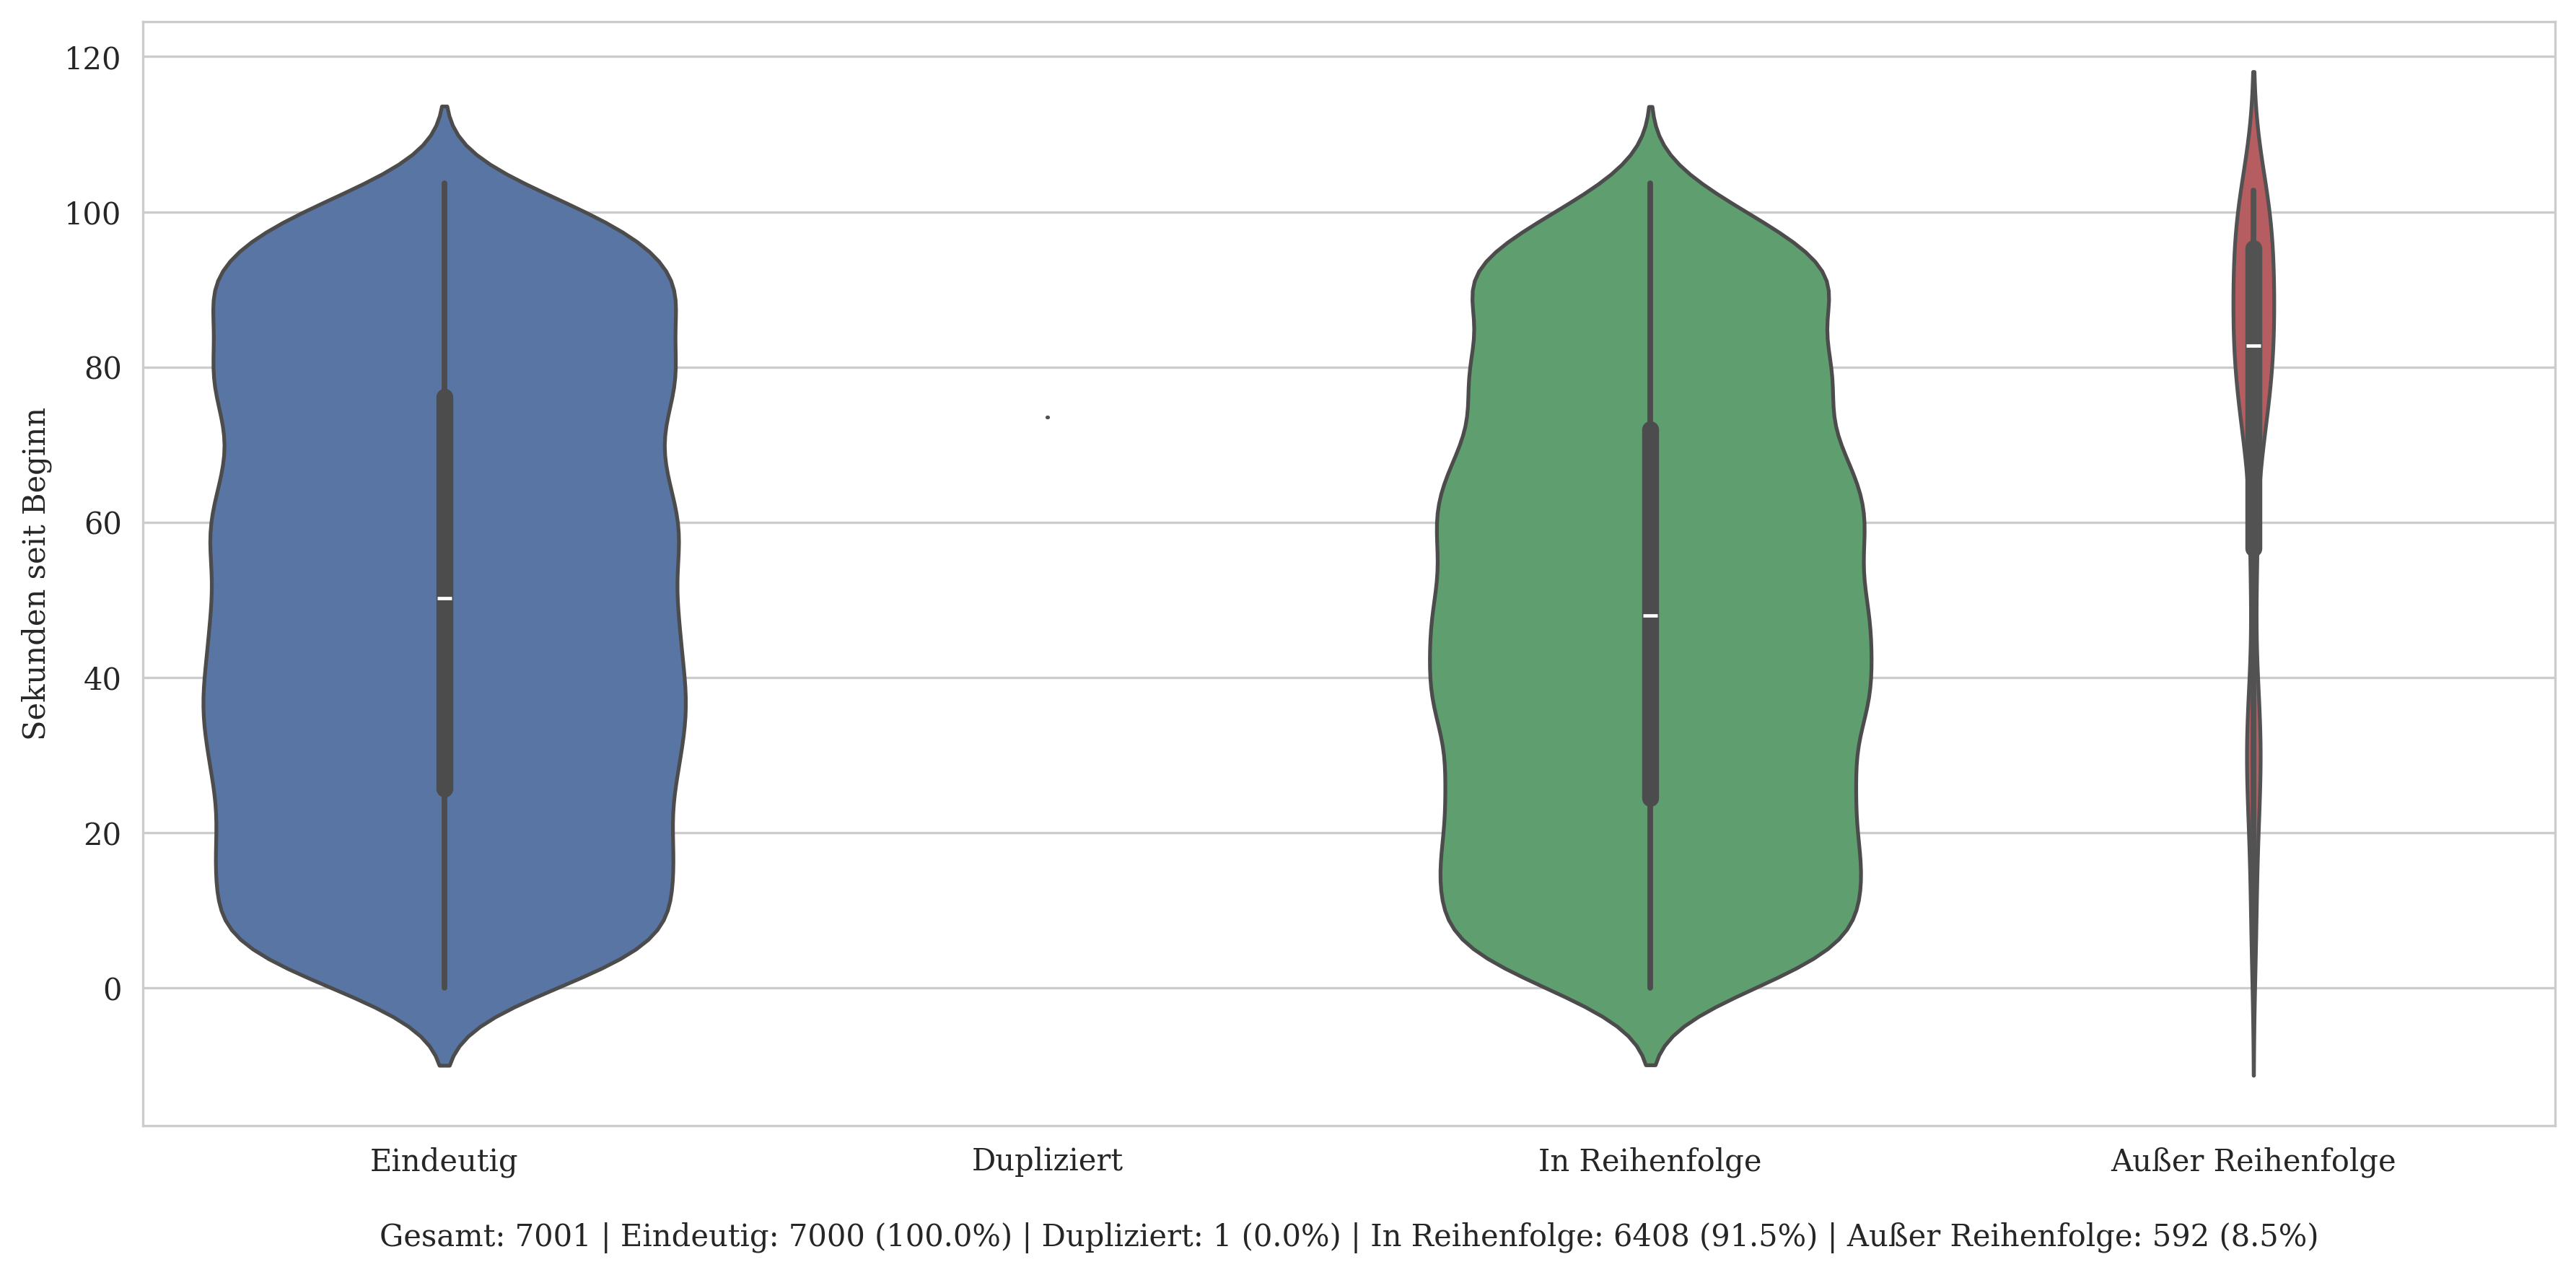 120
100
80
60
40
20
0
Sekunden seit Beginn
Eindeutig
Dupliziert
In Reihenfolge
Außer Reihenfolge
Gesamt: 7001 | Eindeutig: 7000 (100.0%) | Dupliziert: 1 (0.0%) | In Reihenfolge: 6408 (91.5%) | Außer Reihenfolge: 592 (8.5%)